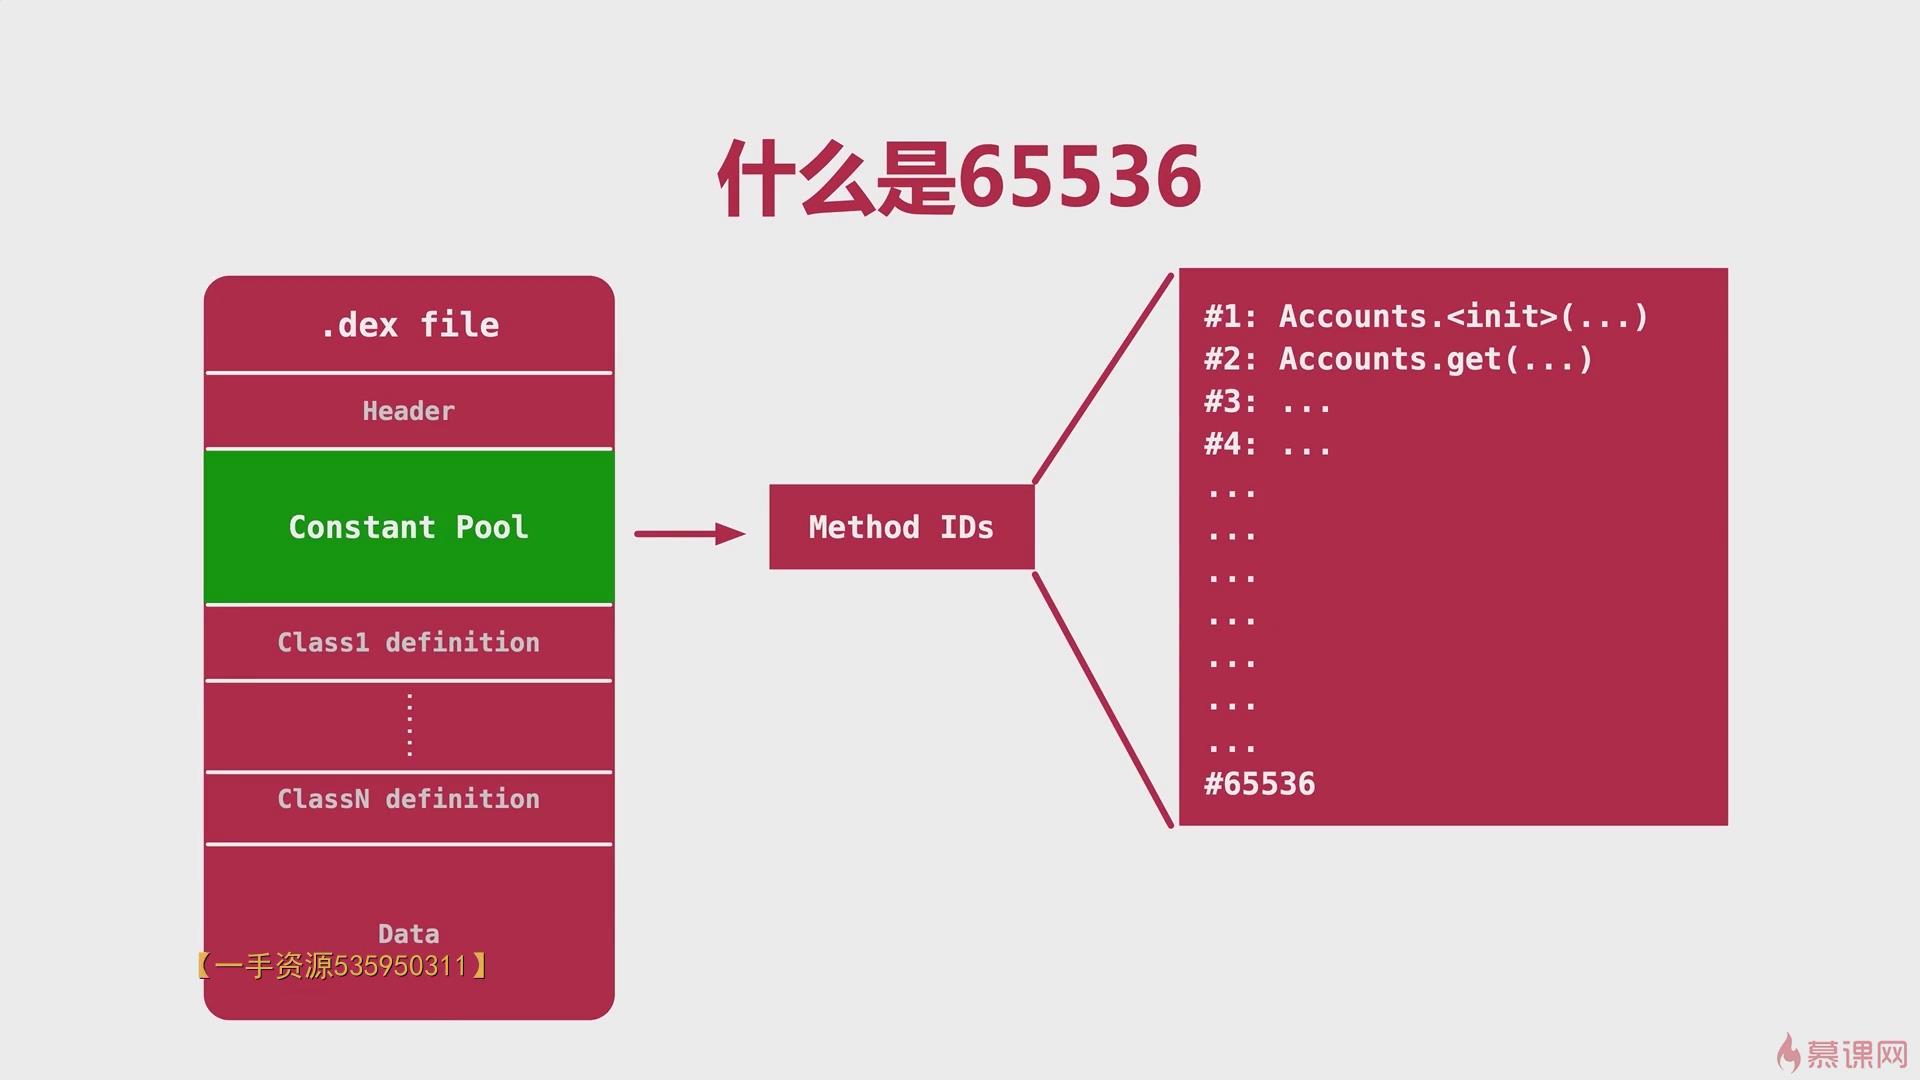 什么是65536
.dex file
Header
Constant Pool
Class1 definition
......
ClassN definition
Data
【一手资源535950311】
Method IDs
#1: Accounts.<init>(...)
#2: Accounts.get(...)
#3: ...
#4: ...
...
...
...
...
...
...
...
#65536
慕课网